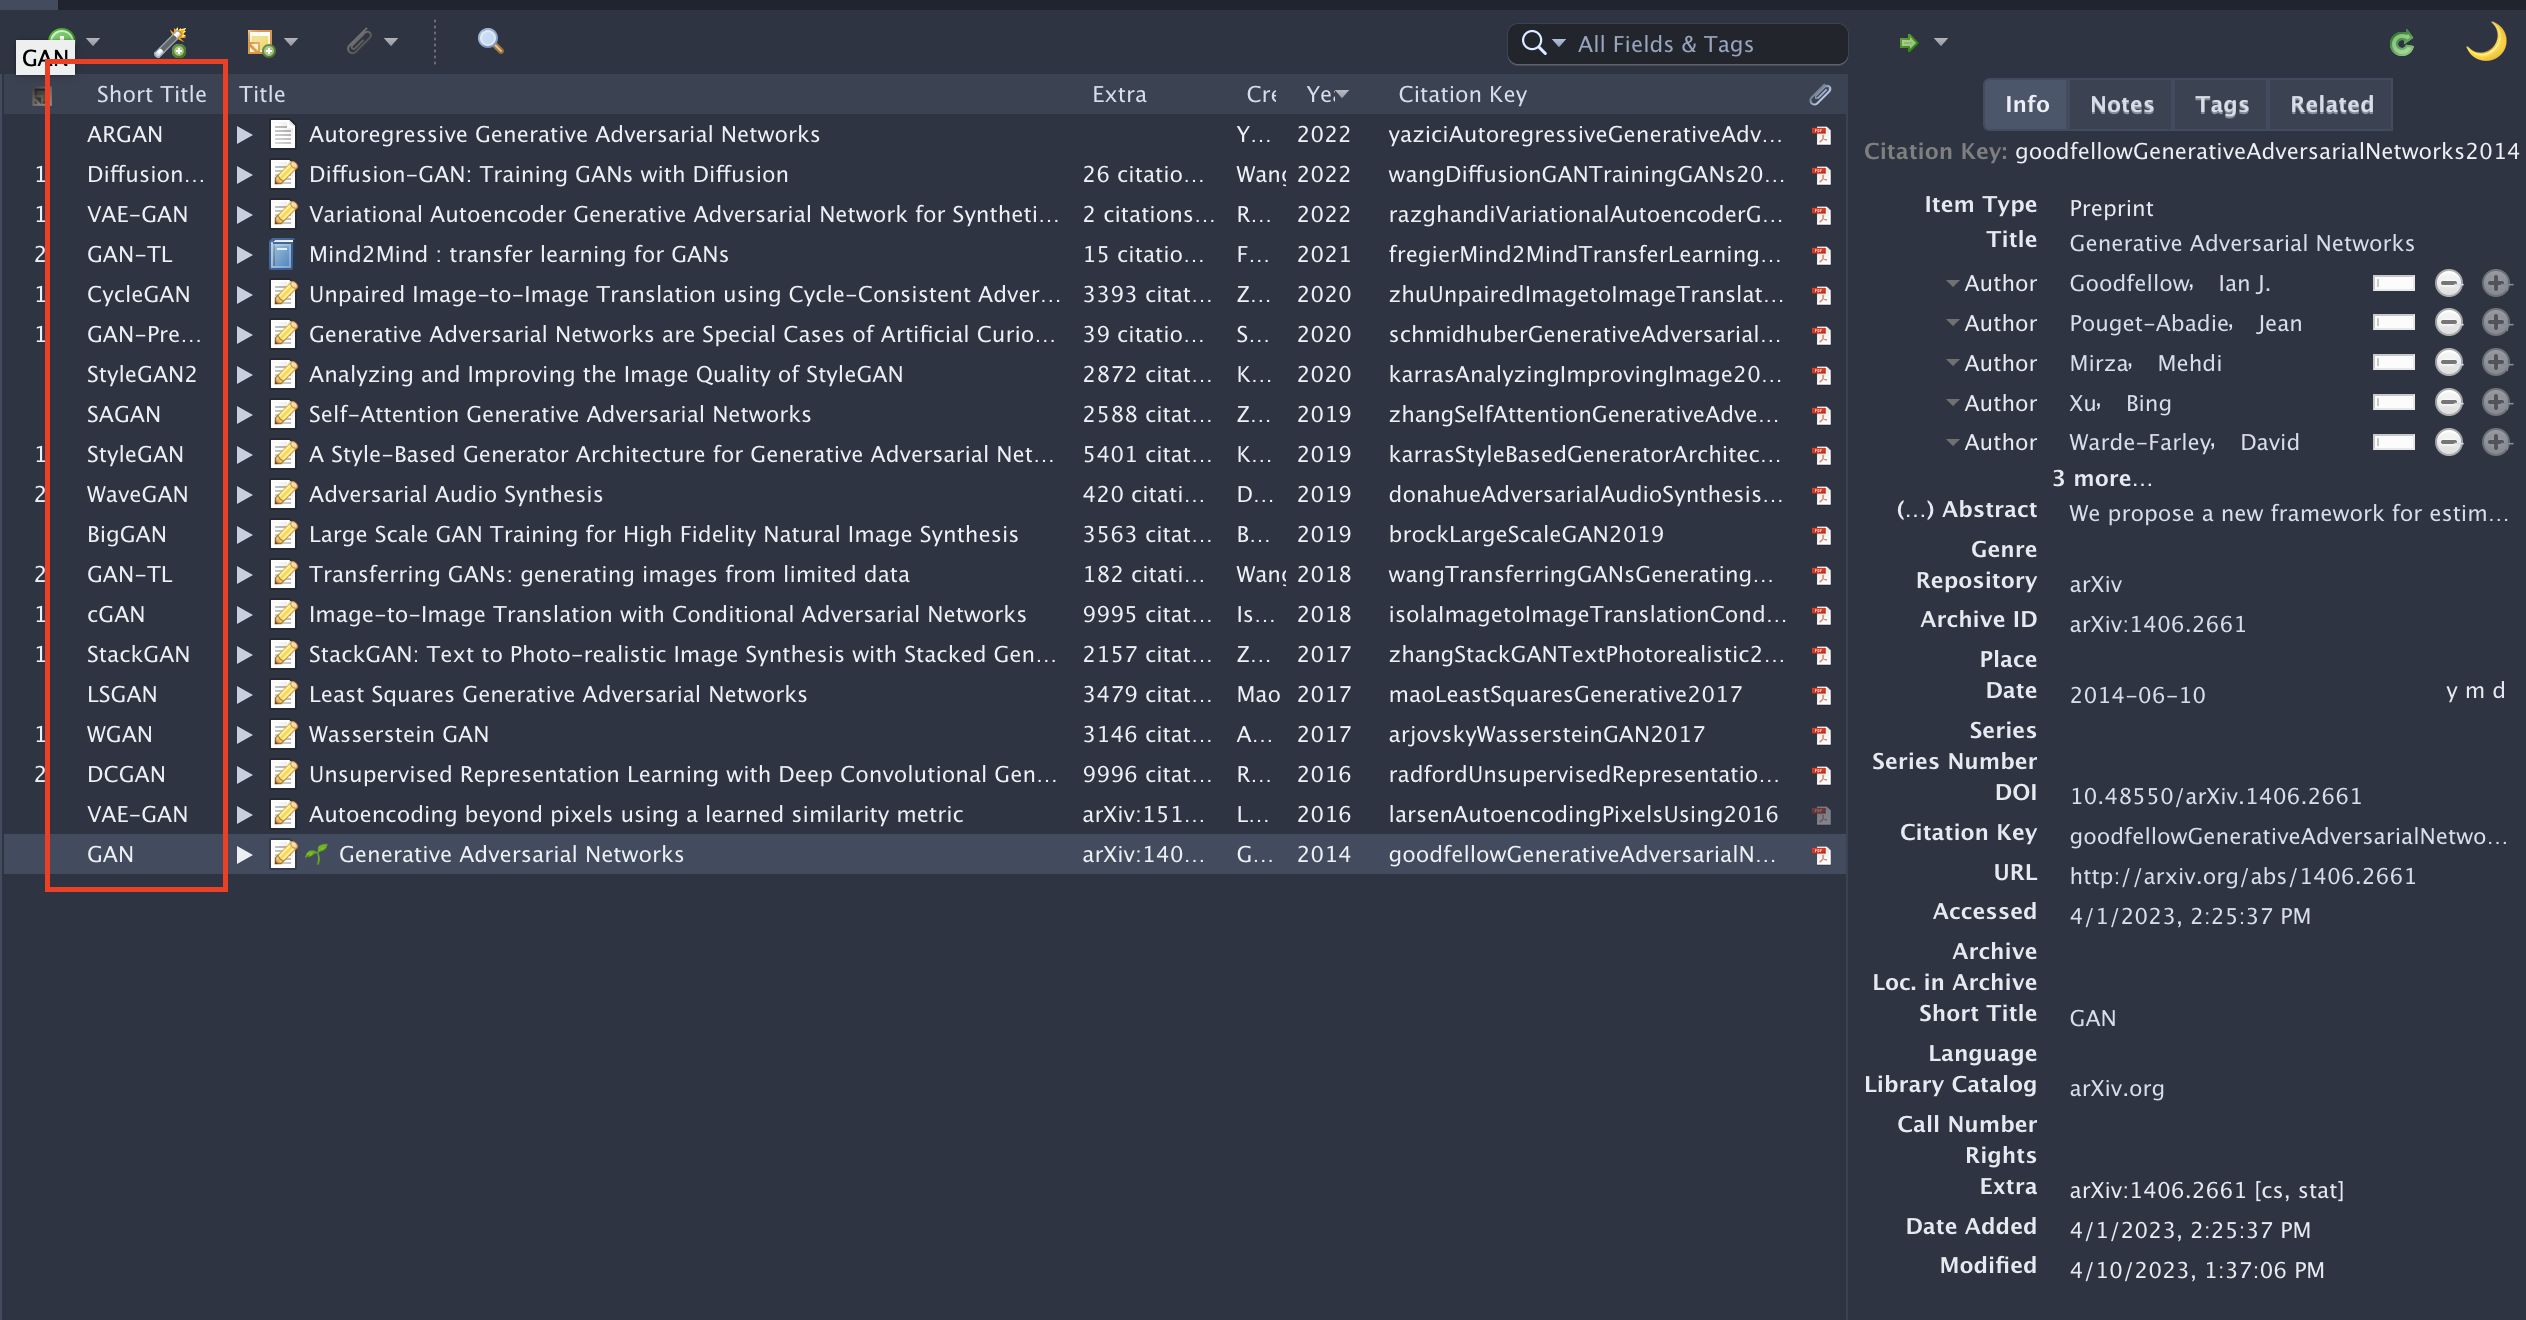 All Fields & Tags
GAN
Short Title Title Extra Cre Yea Citation Key
ARGAN Autoregressive Generative Adversarial Networks Y... 2022 yaziciAutoregressiveGenerativeAdv...
1 Diffusion... Diffusion-GAN: Training GANs with Diffusion 26 citatio... Wang 2022 wangDiffusionGANTrainingGANs20...
1 VAE-GAN Variational Autoencoder Generative Adversarial Network for Syntheti... 2 citations... R... 2022 razghandiVariationalAutoencoderG...
2 GAN-TL Mind2Mind : transfer learning for GANs 15 citatio... F... 2021 fregierMind2MindTransferLearning...
1 CycleGAN Unpaired Image-to-Image Translation using Cycle-Consistent Adver... 3393 citat... Z... 2020 zhuUnpairedImagetoImageTranslat...
1 GAN-Pre... Generative Adversarial Networks are Special Cases of Artificial Curio... 39 citatio... S... 2020 schmidhuberGenerativeAdversarial...
StyleGAN2 Analyzing and Improving the Image Quality of StyleGAN 2872 citat... K... 2020 karrasAnalyzingImprovingImage20...
SAGAN Self-Attention Generative Adversarial Networks 2588 citat... Z... 2019 zhangSelfAttentionGenerativeAdve...
1 StyleGAN A Style-Based Generator Architecture for Generative Adversarial Net... 5401 citat... K... 2019 karrasStyleBasedGeneratorArchitec...
2 WaveGAN Adversarial Audio Synthesis 420 citati... D... 2019 donahueAdversarialAudioSynthesis...
BigGAN Large Scale GAN Training for High Fidelity Natural Image Synthesis 3563 citat... B... 2019 brockLargeScaleGAN2019
2 GAN-TL Transferring GANs: generating images from limited data 182 citati... Wang 2018 wangTransferringGANsGenerating...
1 cGAN Image-to-Image Translation with Conditional Adversarial Networks 9995 citat... Is... 2018 isolaImagetoImageTranslationCond...
1 StackGAN StackGAN: Text to Photo-realistic Image Synthesis with Stacked Gen... 2157 citat... Z... 2017 zhangStackGANTextPhotorealistic2...
LSGAN Least Squares Generative Adversarial Networks 3479 citat... Mao 2017 maoLeastSquaresGenerative2017
1 WGAN Wasserstein GAN 3146 citat... A... 2017 arjovskyWassersteinGAN2017
2 DCGAN Unsupervised Representation Learning with Deep Convolutional Gen... 9996 citat... R... 2016 radfordUnsupervisedRepresentatio...
VAE-GAN Autoencoding beyond pixels using a learned similarity metric arXiv:151... L... 2016 larsenAutoencodingPixelsUsing2016
GAN Generative Adversarial Networks arXiv:140... G... 2014 goodfellowGenerativeAdversarialN...
Info Notes Tags Related
Citation Key: goodfellowGenerativeAdversarialNetworks2014
Item Type Preprint
Title Generative Adversarial Networks
Author Goodfellow, Ian J.
Author Pouget-Abadie, Jean
Author Mirza, Mehdi
Author Xu, Bing
Author Warde-Farley, David
3 more...
(...) Abstract We propose a new framework for estim...
Genre
Repository arXiv
Archive ID arXiv:1406.2661
Place
Date 2014-06-10 y m d
Series
Series Number
DOI 10.48550/arXiv.1406.2661
Citation Key goodfellowGenerativeAdversarialNetwo...
URL http://arxiv.org/abs/1406.2661
Accessed 4/1/2023, 2:25:37 PM
Archive
Loc. in Archive
Short Title GAN
Language
Library Catalog arXiv.org
Call Number
Rights
Extra arXiv:1406.2661 [cs, stat]
Date Added 4/1/2023, 2:25:37 PM
Modified 4/10/2023, 1:37:06 PM